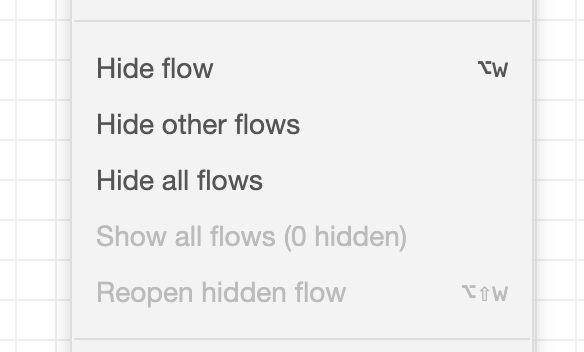 Hide flow ⌥W
Hide other flows
Hide all flows
Show all flows (0 hidden)
Reopen hidden flow ⌥⇧W